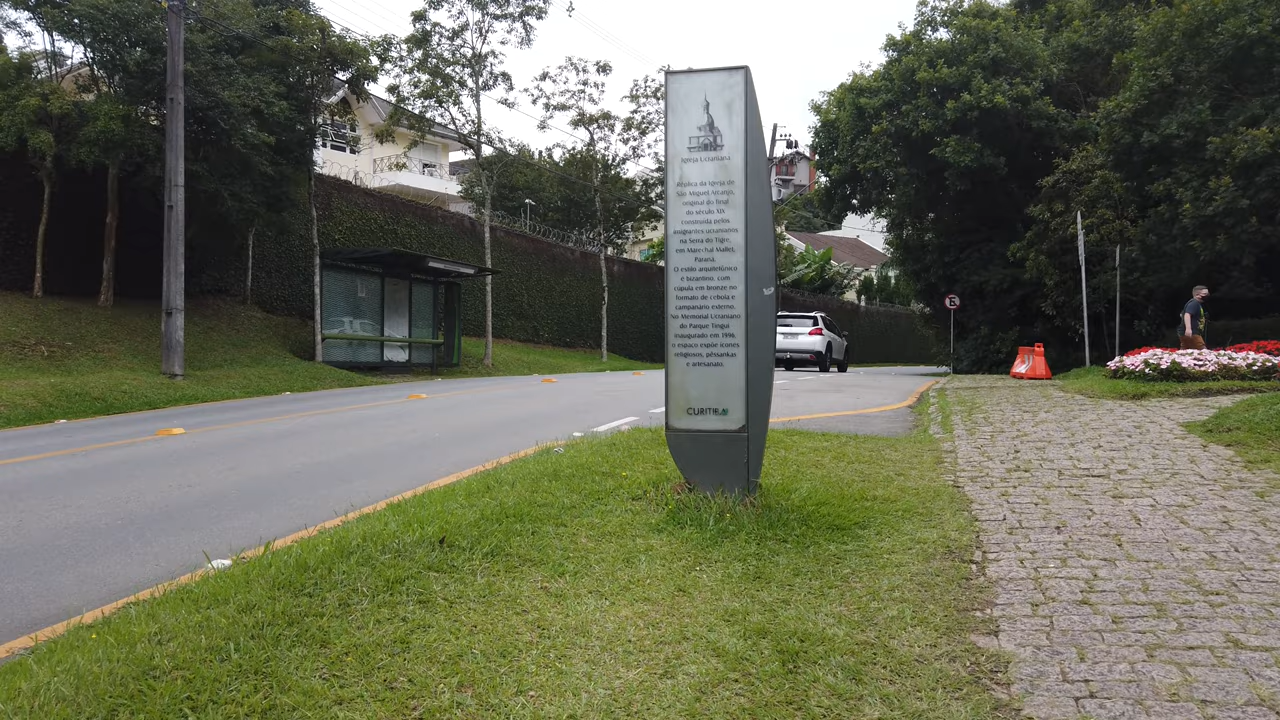 Igreja Ucraniana
Réplica da Igreja de
São Miguel Arcanjo,
original do final
do século XIX
construída pelos
imigrantes ucranianos
na Serra do Tigre,
em Marechal Mallet,
Paraná.
O estilo arquitetônico
é bizantino, com
cúpula em bronze no
formato de cebola e
campanário externo.
No Memorial Ucraniano
do Parque Tingui
inaugurado em 1996,
o espaço expõe ícones
religiosos, pêssankas
e artesanato.
CURITIBA
E